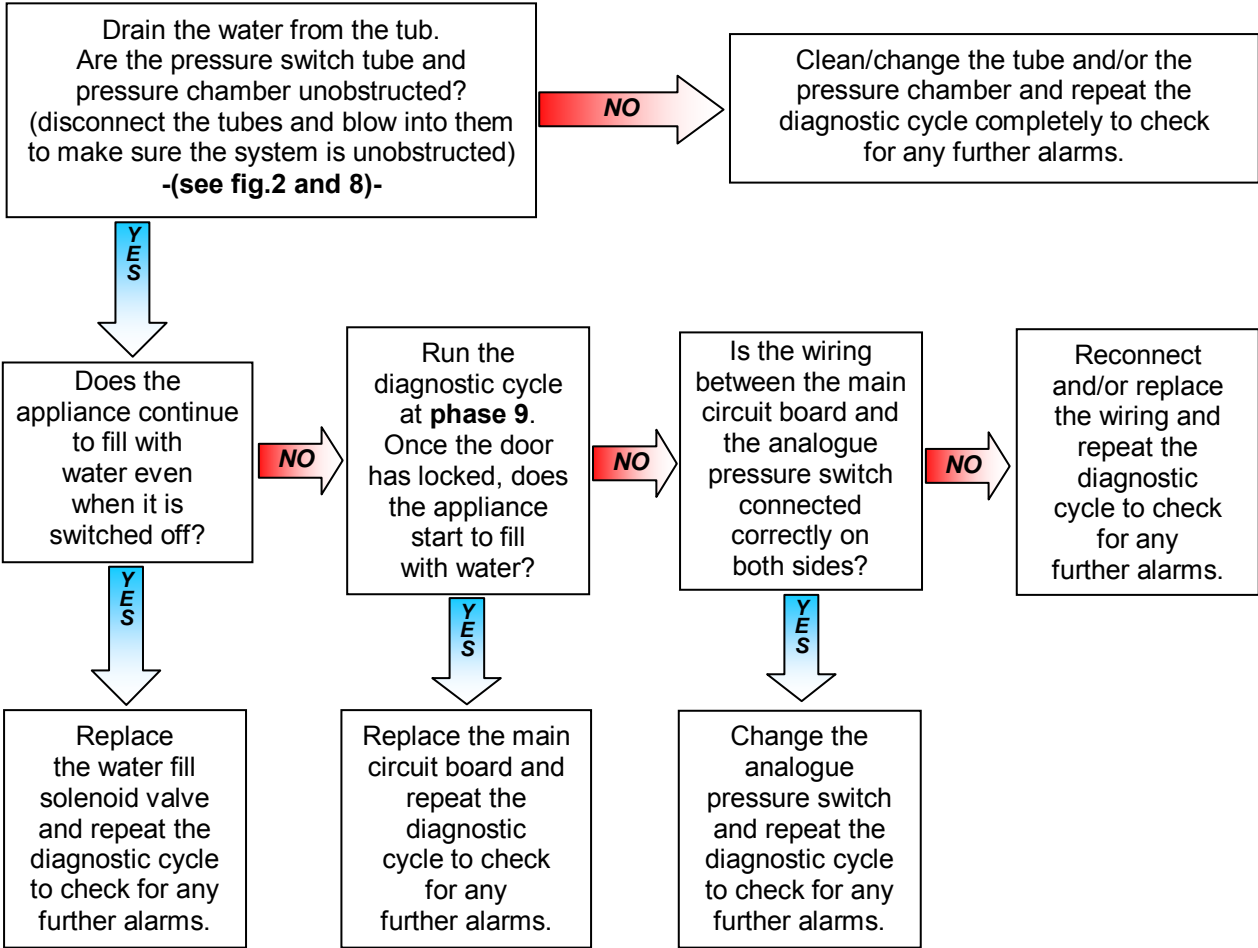 Drain the water from the tub.
Are the pressure switch tube and
pressure chamber unobstructed?
(disconnect the tubes and blow into them
to make sure the system is unobstructed)
-(see fig.2 and 8)-
NO
Clean/change the tube and/or the
pressure chamber and repeat the
diagnostic cycle completely to check
for any further alarms.
YES
Does the
appliance continue
to fill with
water even
when it is
switched off?
NO
Run the
diagnostic cycle
at phase 9.
Once the door
has locked, does
the appliance
start to fill
with water?
NO
Is the wiring
between the main
circuit board and
the analogue
pressure switch
connected
correctly on
both sides?
NO
Reconnect
and/or replace
the wiring and
repeat the
diagnostic
cycle to check
for any
further alarms.
YES
YES
YES
Replace
the water fill
solenoid valve
and repeat the
diagnostic cycle
to check for any
further alarms.
Replace the main
circuit board and
repeat the
diagnostic
cycle to check
for any
further alarms.
Change the
analogue
pressure switch
and repeat the
diagnostic cycle
to check for any
further alarms.